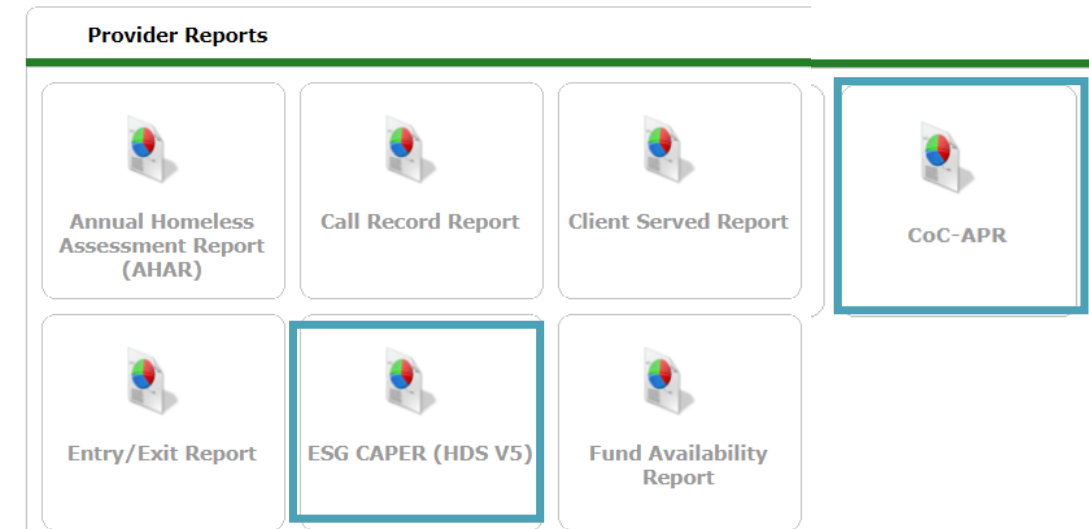 Provider Reports
Annual Homeless
Assessment Report
(AHAR)
Call Record Report
Client Served Report
CoC-APR
Entry/Exit Report
ESG CAPER (HDS V5)
Fund Availability
Report